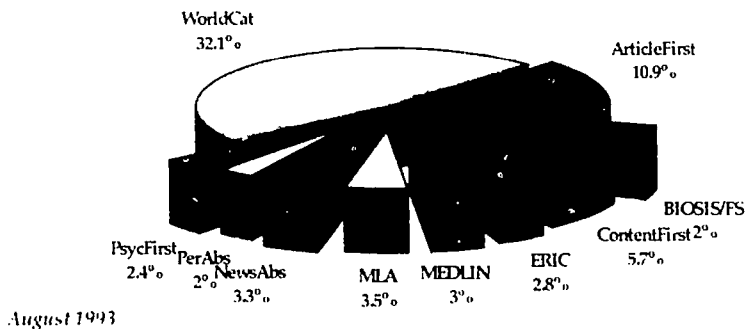 WorldCat
32.1%
ArticleFirst
10.9%
BIOSIS/FS
2%
ContentFirst
5.7%
ERIC
2.8%
MEDLIN
3%
MLA
3.5%
NewsAbs
3.3%
PerAbs
2%
PsycFirst
2.4%
August 1993